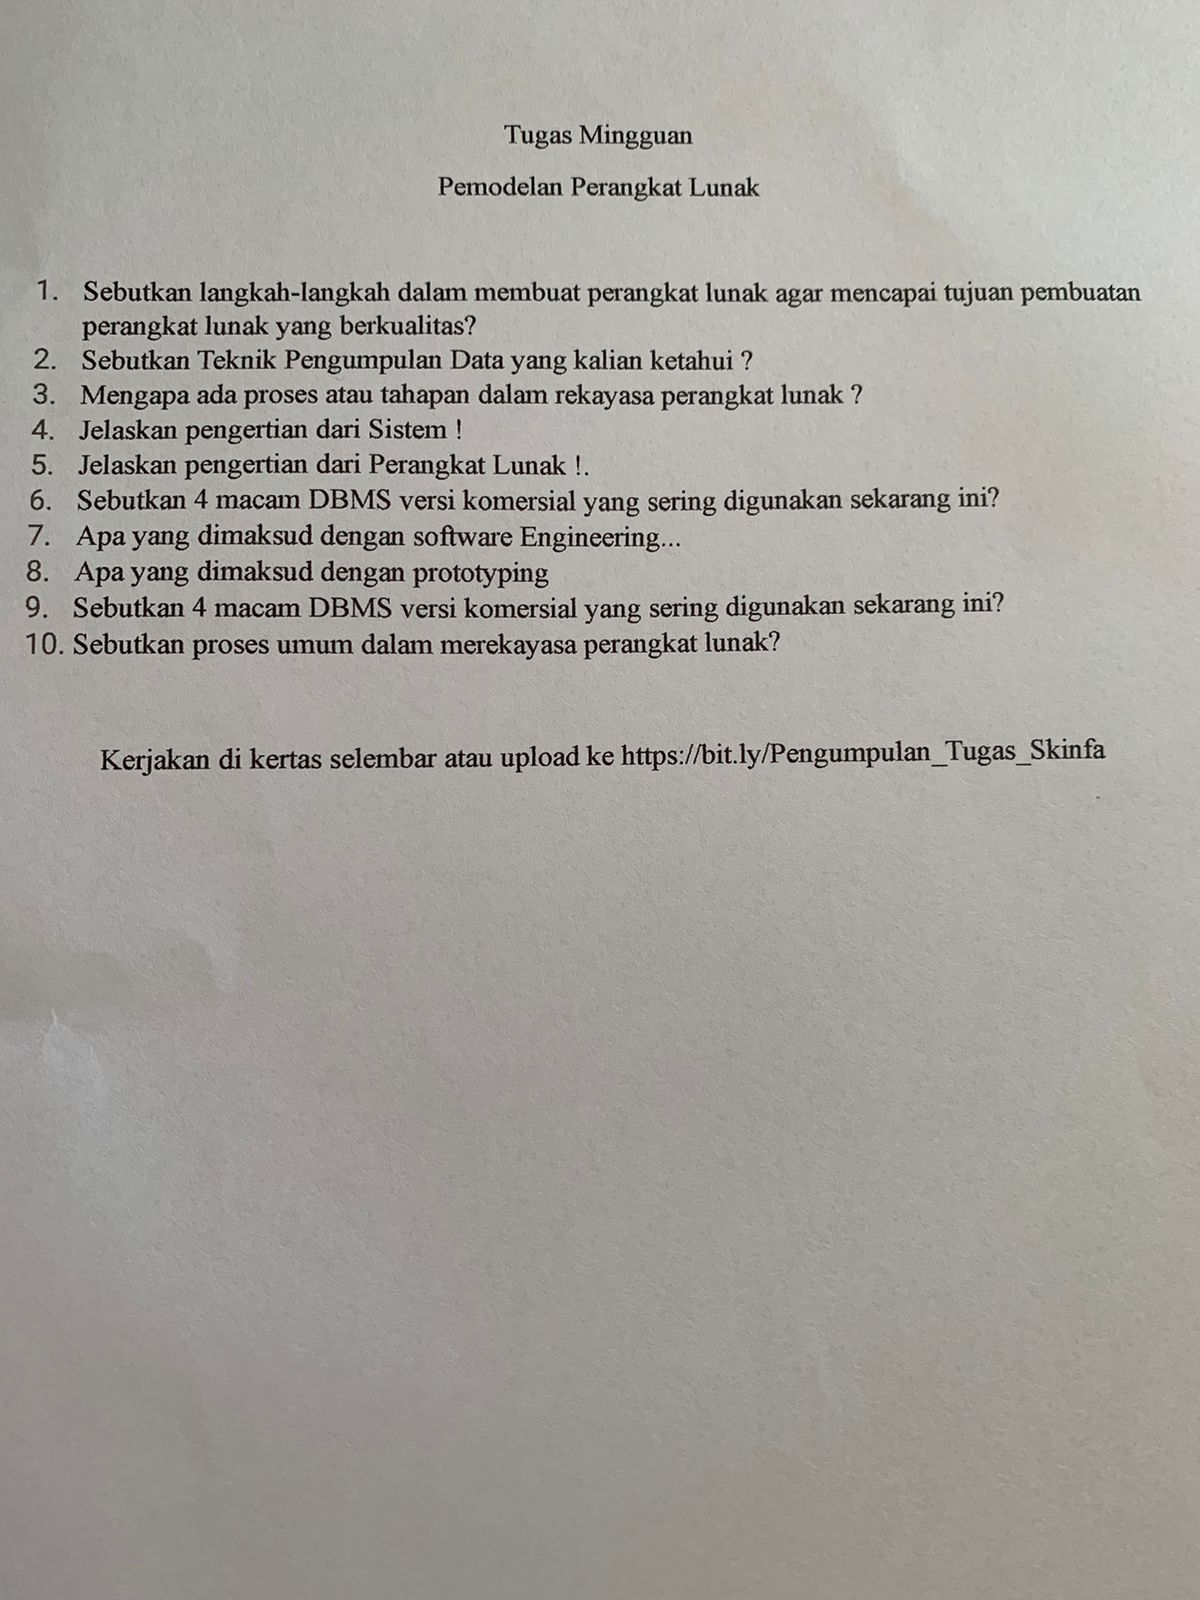 Tugas Mingguan
Pemodelan Perangkat Lunak
1. Sebutkan langkah-langkah dalam membuat perangkat lunak agar mencapai tujuan pembuatan
perangkat lunak yang berkualitas?
2. Sebutkan Teknik Pengumpulan Data yang kalian ketahui ?
3. Mengapa ada proses atau tahapan dalam rekayasa perangkat lunak ?
4. Jelaskan pengertian dari Sistem !
5. Jelaskan pengertian dari Perangkat Lunak !.
6. Sebutkan 4 macam DBMS versi komersial yang sering digunakan sekarang ini?
7. Apa yang dimaksud dengan software Engineering...
8. Apa yang dimaksud dengan prototyping
9. Sebutkan 4 macam DBMS versi komersial yang sering digunakan sekarang ini?
10. Sebutkan proses umum dalam merekayasa perangkat lunak?
Kerjakan di kertas selembar atau upload ke https://bit.ly/Pengumpulan_Tugas_Skinfa